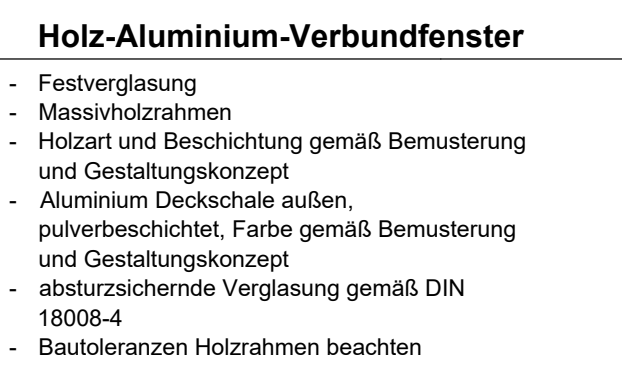 Holz-Aluminium-Verbundfenster
- Festverglasung
- Massivholzrahmen
- Holzart und Beschichtung gemäß Bemusterung
und Gestaltungskonzept
- Aluminium Deckschale außen,
pulverbeschichtet, Farbe gemäß Bemusterung
und Gestaltungskonzept
- absturzsichernde Verglasung gemäß DIN
18008-4
- Bautoleranzen Holzrahmen beachten